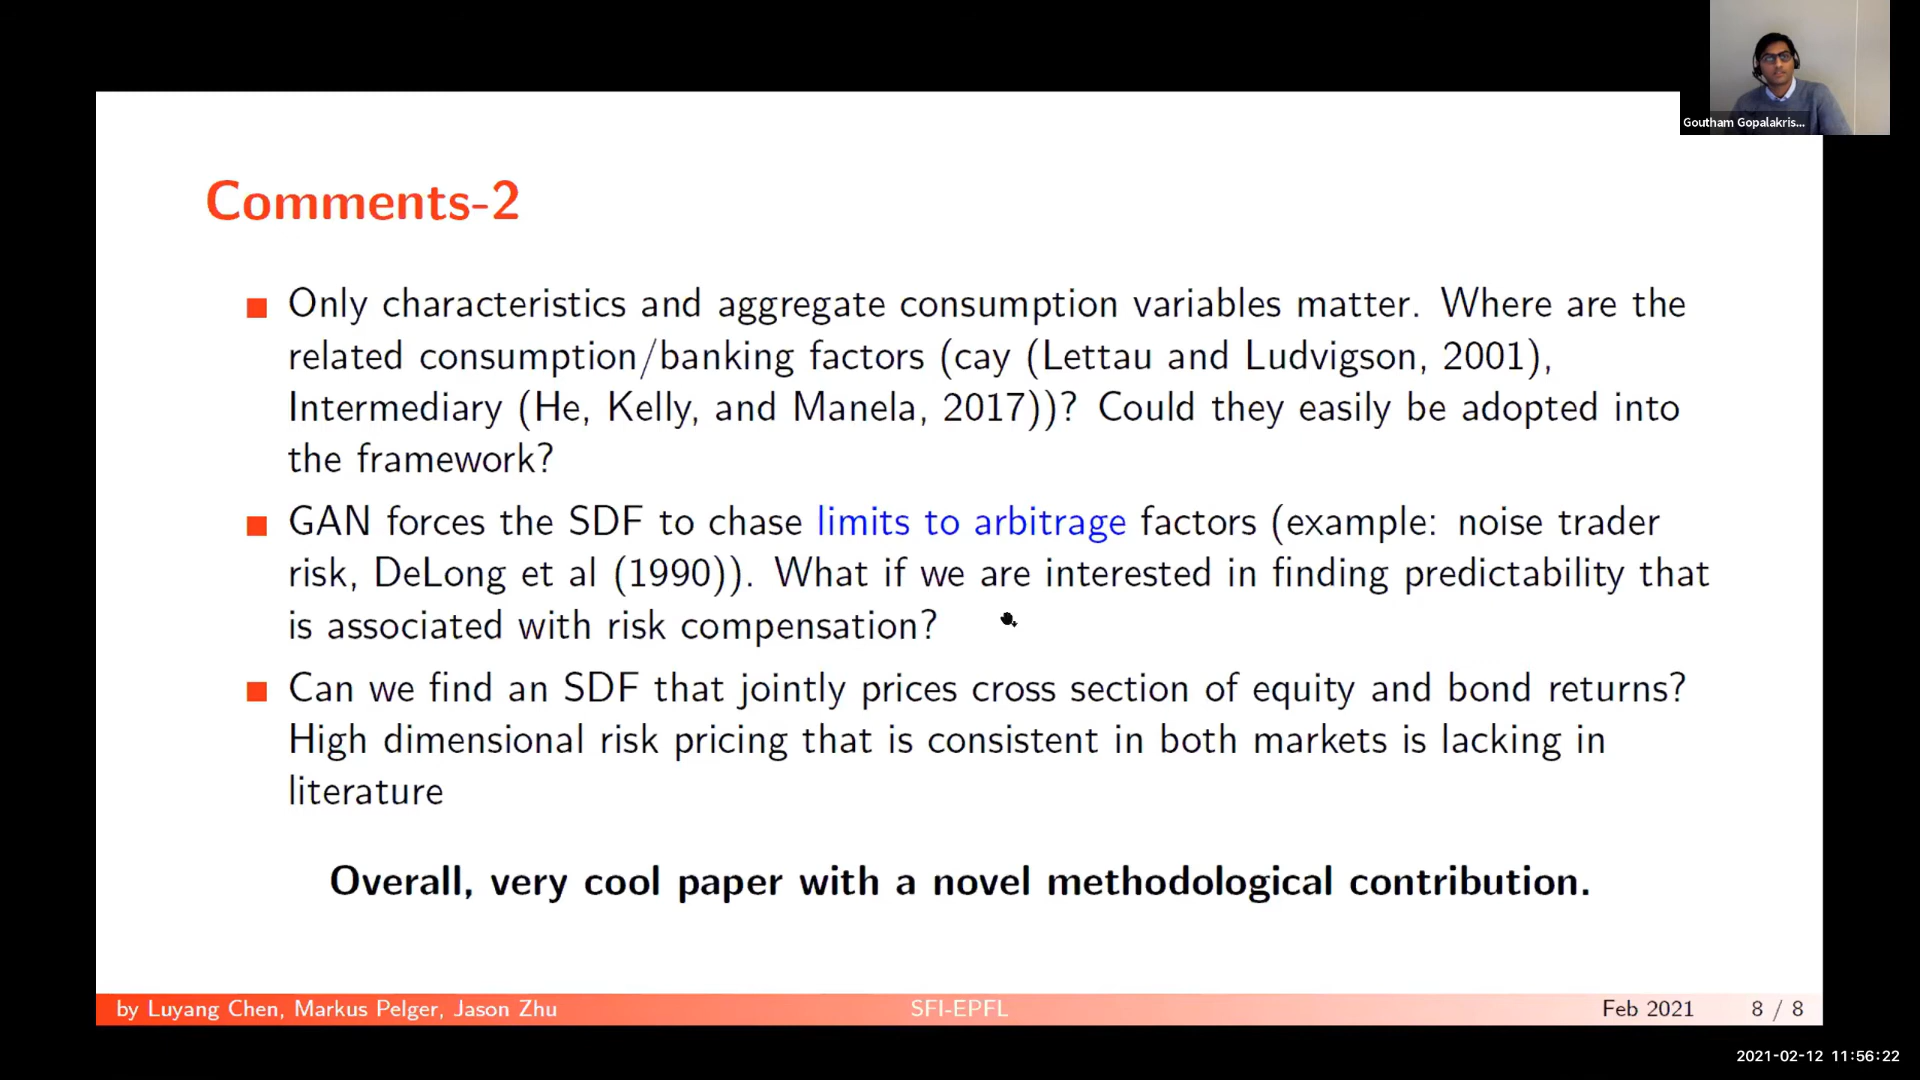 Goutham Gopalakris...
Comments-2
Only characteristics and aggregate consumption variables matter. Where are the
related consumption/banking factors (cay (Lettau and Ludvigson, 2001),
Intermediary (He, Kelly, and Manela, 2017))? Could they easily be adopted into
the framework?
GAN forces the SDF to chase limits to arbitrage factors (example: noise trader
risk, DeLong et al (1990)). What if we are interested in finding predictability that
is associated with risk compensation?
Can we find an SDF that jointly prices cross section of equity and bond returns?
High dimensional risk pricing that is consistent in both markets is lacking in
literature
Overall, very cool paper with a novel methodological contribution.
by Luyang Chen, Markus Pelger, Jason Zhu SFI-EPFL Feb 2021 8 / 8
2021-02-12 11:56:22